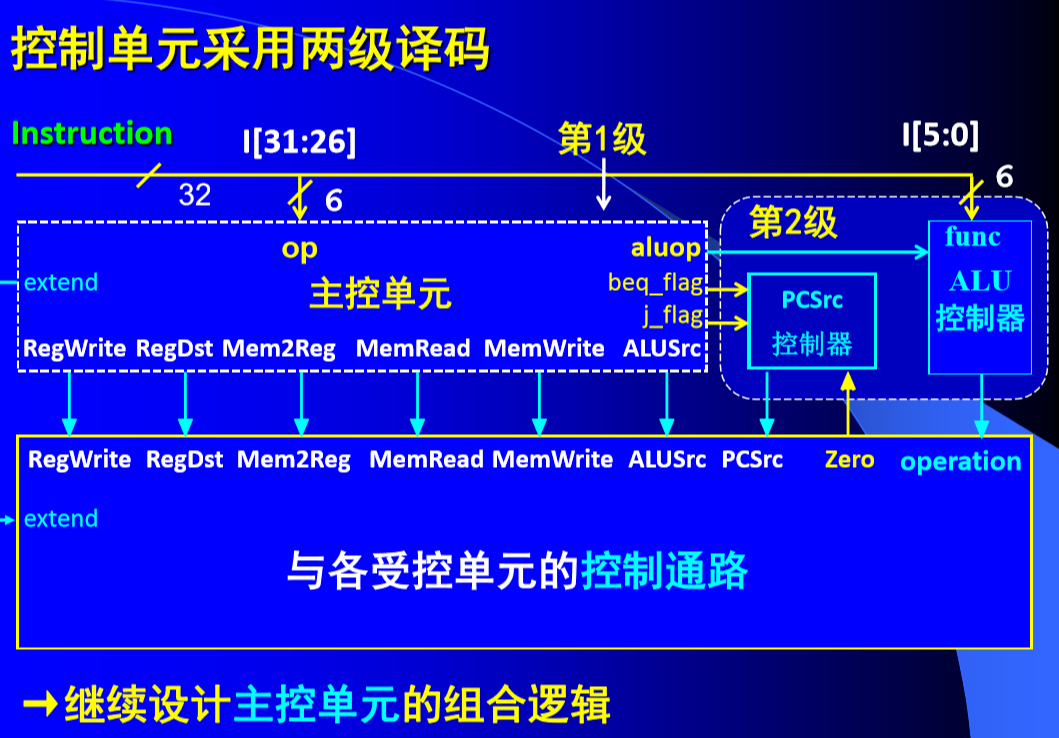 控制单元采用两级译码
Instruction
I[31:26]
第1级
I[5:0]
32
6
6
op
aluop
第2级
func
extend
主控单元
beq_flag
j_flag
PCSrc
控制器
ALU
控制器
RegWrite RegDst Mem2Reg MemRead MemWrite ALUSrc
RegWrite RegDst Mem2Reg MemRead MemWrite ALUSrc PCSrc Zero operation
extend
与各受控单元的控制通路
→继续设计主控单元的组合逻辑